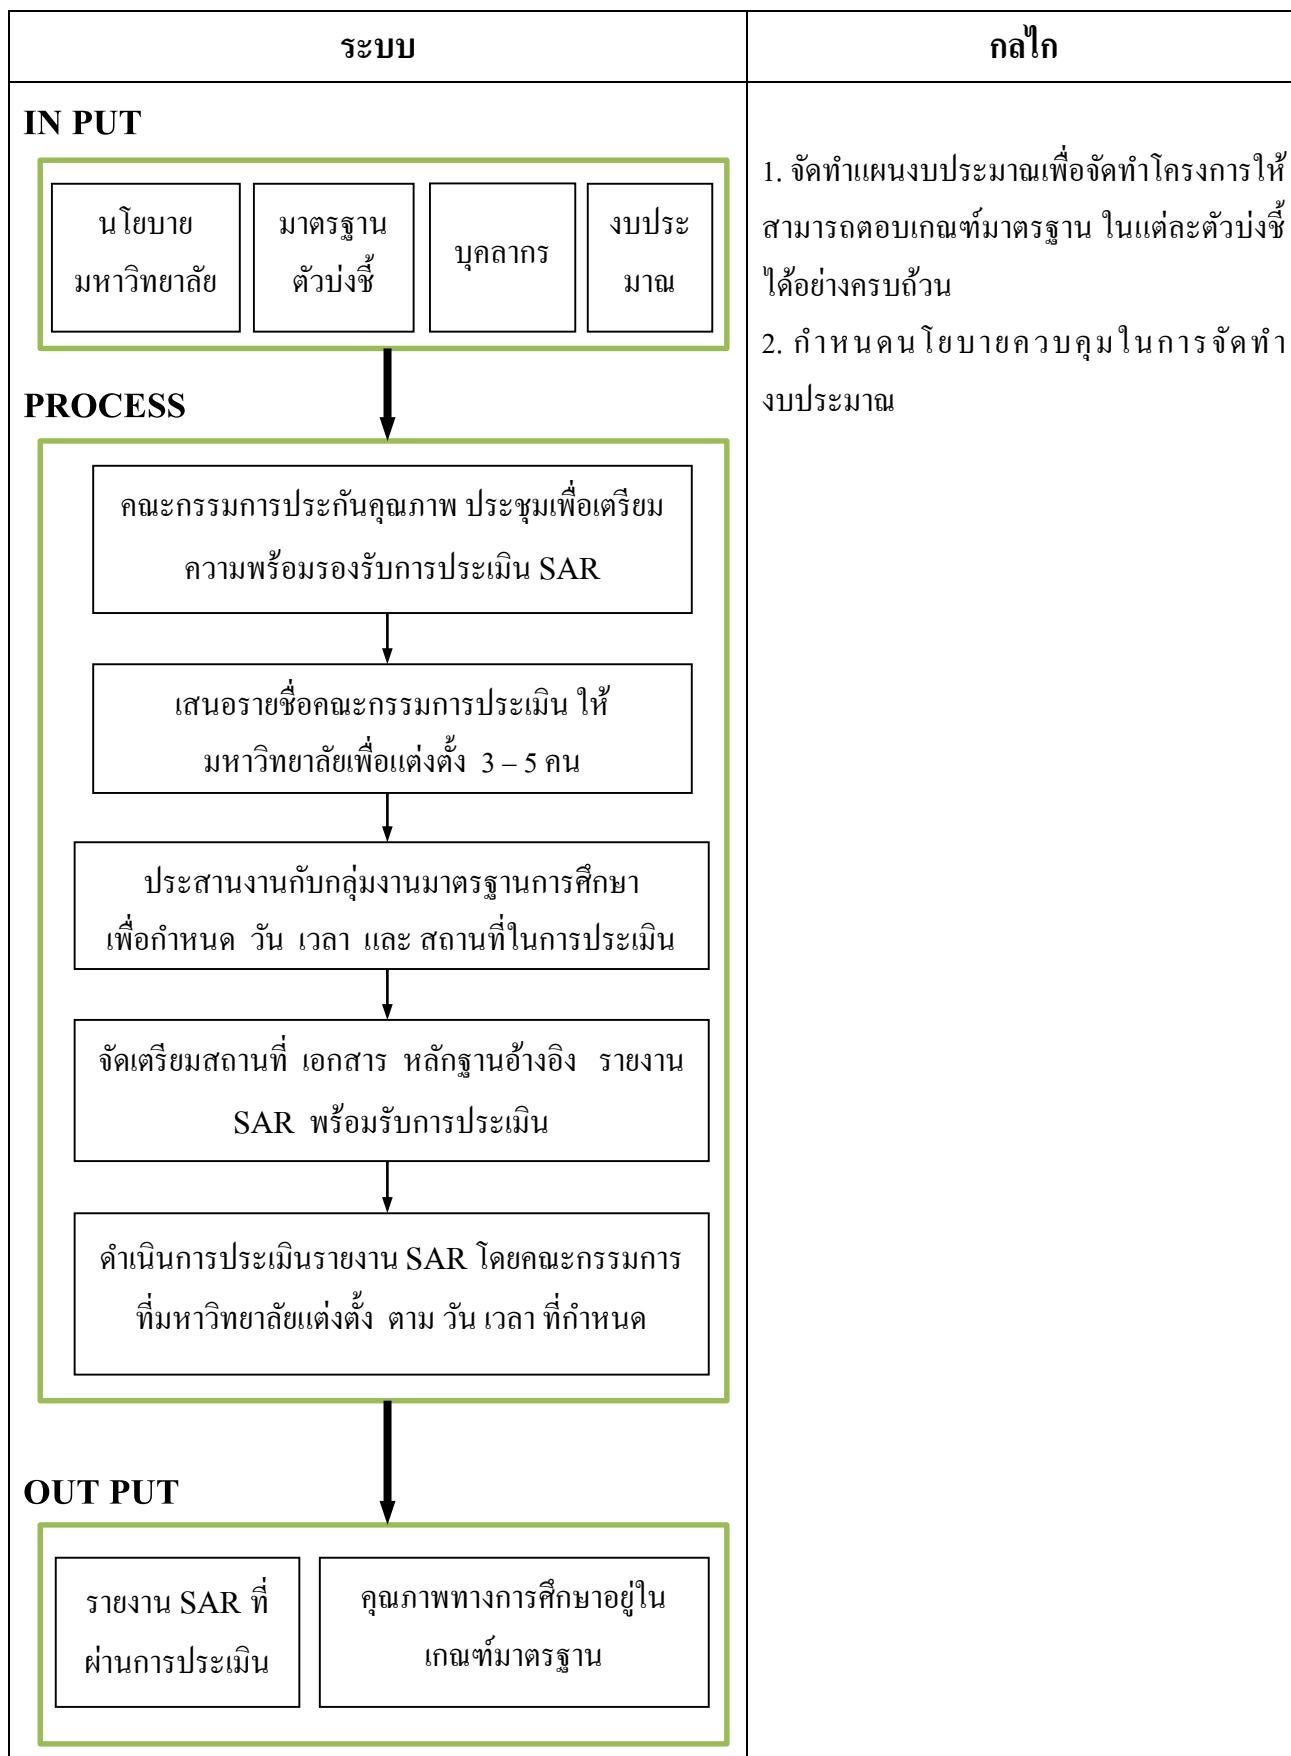 ระบบ
กลไก
IN PUT
นโยบาย
มหาวิทยาลัย
มาตรฐาน
ตัวบ่งชี้
บุคลากร
งบประ
มาณ
PROCESS
คณะกรรมการประกันคุณภาพ ประชุมเพื่อเตรียม
ความพร้อมรองรับการประเมิน SAR
เสนอรายชื่อคณะกรรมการประเมิน ให้
มหาวิทยาลัยเพื่อแต่งตั้ง 3 – 5 คน
ประสานงานกับกลุ่มงานมาตรฐานการศึกษา
เพื่อกำหนด วัน เวลา และ สถานที่ในการประเมิน
จัดเตรียมสถานที่ เอกสาร หลักฐานอ้างอิง รายงาน
SAR พร้อมรับการประเมิน
ดำเนินการประเมินรายงาน SAR โดยคณะกรรมการ
ที่มหาวิทยาลัยแต่งตั้ง ตาม วัน เวลา ที่กำหนด
OUT PUT
รายงาน SAR ที่
ผ่านการประเมิน
คุณภาพทางการศึกษาอยู่ใน
เกณฑ์มาตรฐาน
1. จัดทำแผนงบประมาณเพื่อจัดทำโครงการให้
สามารถตอบเกณฑ์มาตรฐาน ในแต่ละตัวบ่งชี้
ได้อย่างครบถ้วน
2. กำหนดนโยบายควบคุมในการจัดทำ
งบประมาณ